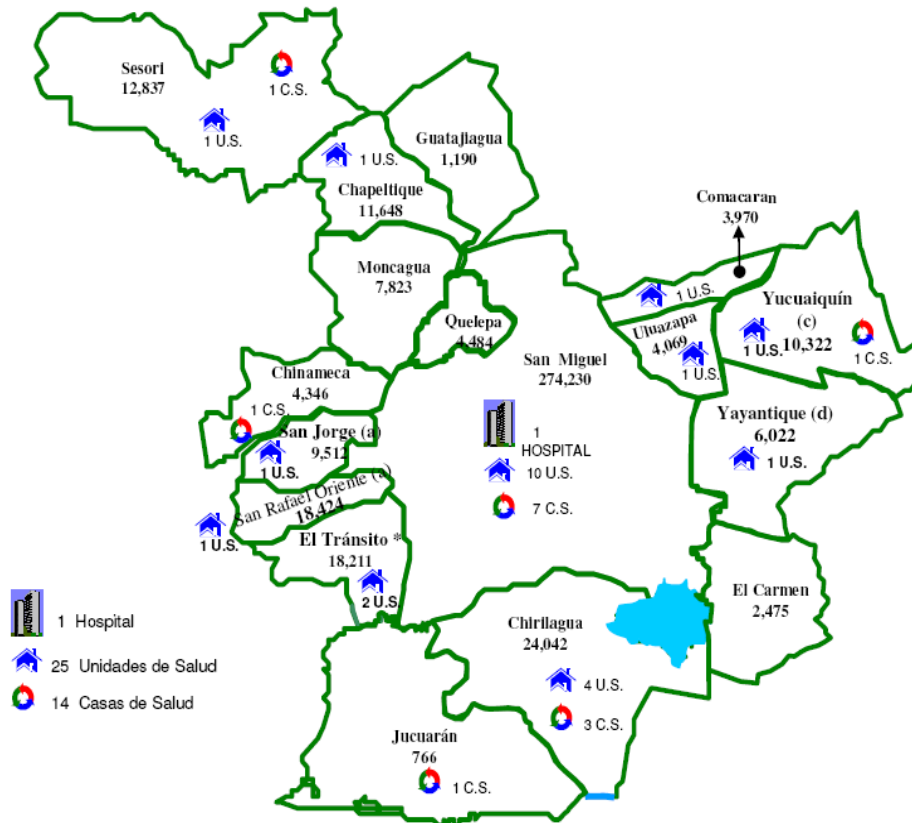 Sesori
12,837
1 C.S.
1 U.S.
Guatajiagua
1,190
1 U.S.
Chapeltique
11,648
Comacaran
3,970
Moncagua
7,823
1 U.S.
Yucuaiquín
(c)
10,322
1 U.S.
1 C.S.
Quelepa
4,484
Uluazapa
4,069
1 U.S.
San Miguel
274,230
Chinameca
4,346
1 C.S.
Yayantique (d)
6,022
1 U.S.
San Jorge (a)
9,512
1 U.S.
1
HOSPITAL
10 U.S.
7 C.S.
San Rafael Oriente (a)
18,424
1 U.S.
El Tránsito *
18,211
2 U.S.
El Carmen
2,475
Chirilagua
24,042
4 U.S.
3 C.S.
Jucuarán
766
1 C.S.
1 Hospital
25 Unidades de Salud
14 Casas de Salud